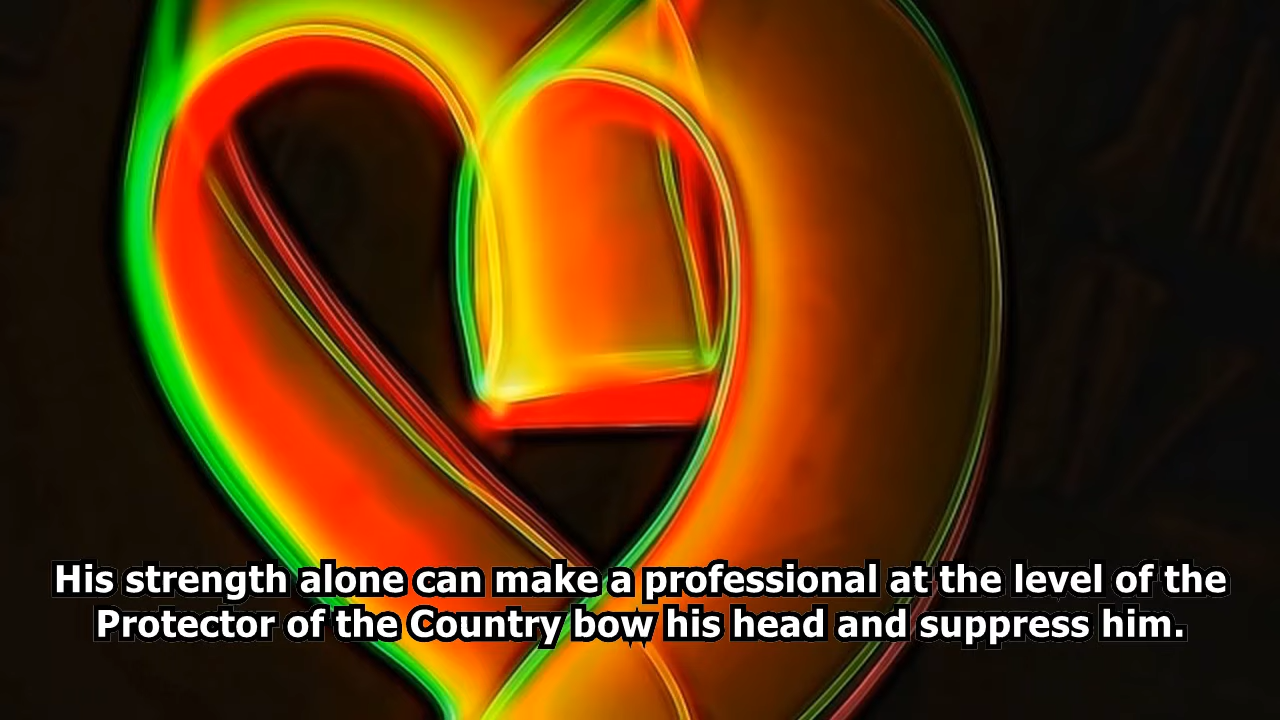 His strength alone can make a professional at the level of the
Protector of the Country bow his head and suppress him.